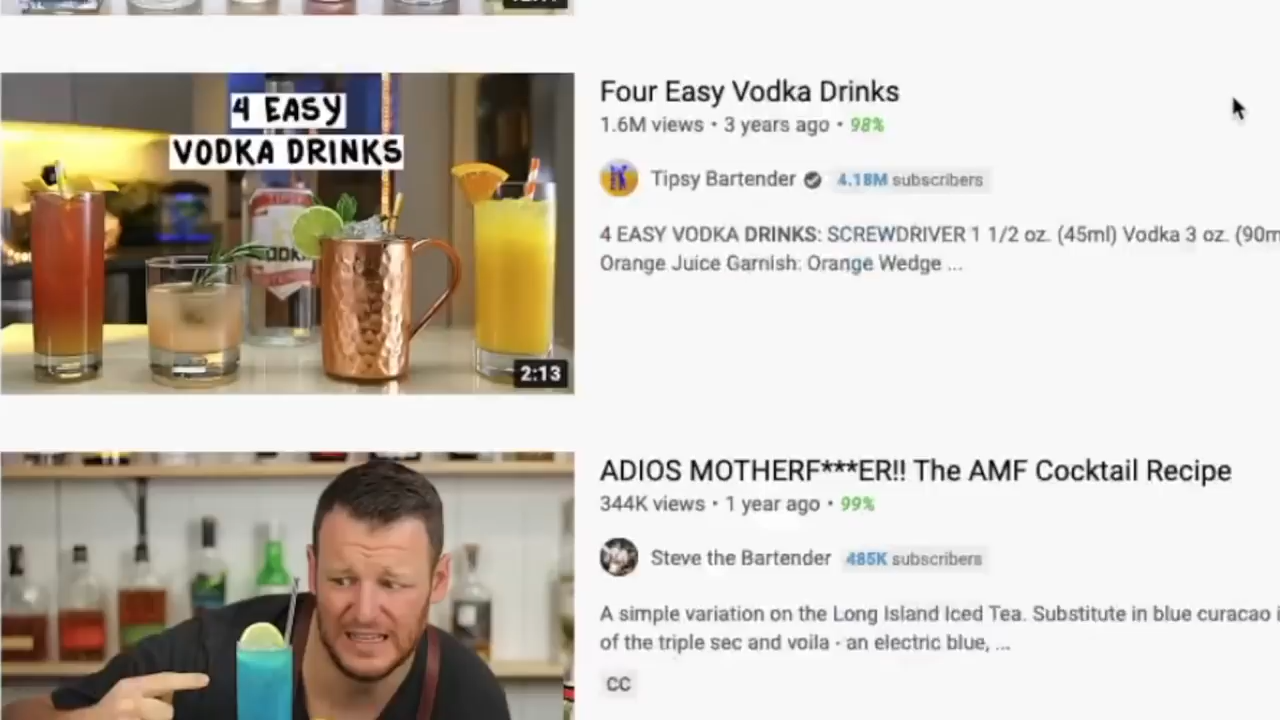 4 EASY
VODKA DRINKS
2:13
Four Easy Vodka Drinks
1.6M views • 3 years ago • 98%
Tipsy Bartender 4.18M subscribers
4 EASY VODKA DRINKS: SCREWDRIVER 1 1/2 oz. (45ml) Vodka 3 oz. (90m
Orange Juice Garnish: Orange Wedge ...
ADIOS MOTHERF***ER!! The AMF Cocktail Recipe
344K views • 1 year ago • 99%
Steve the Bartender 485K subscribers
A simple variation on the Long Island Iced Tea. Substitute in blue curacao i
of the triple sec and voila - an electric blue, ...
CC